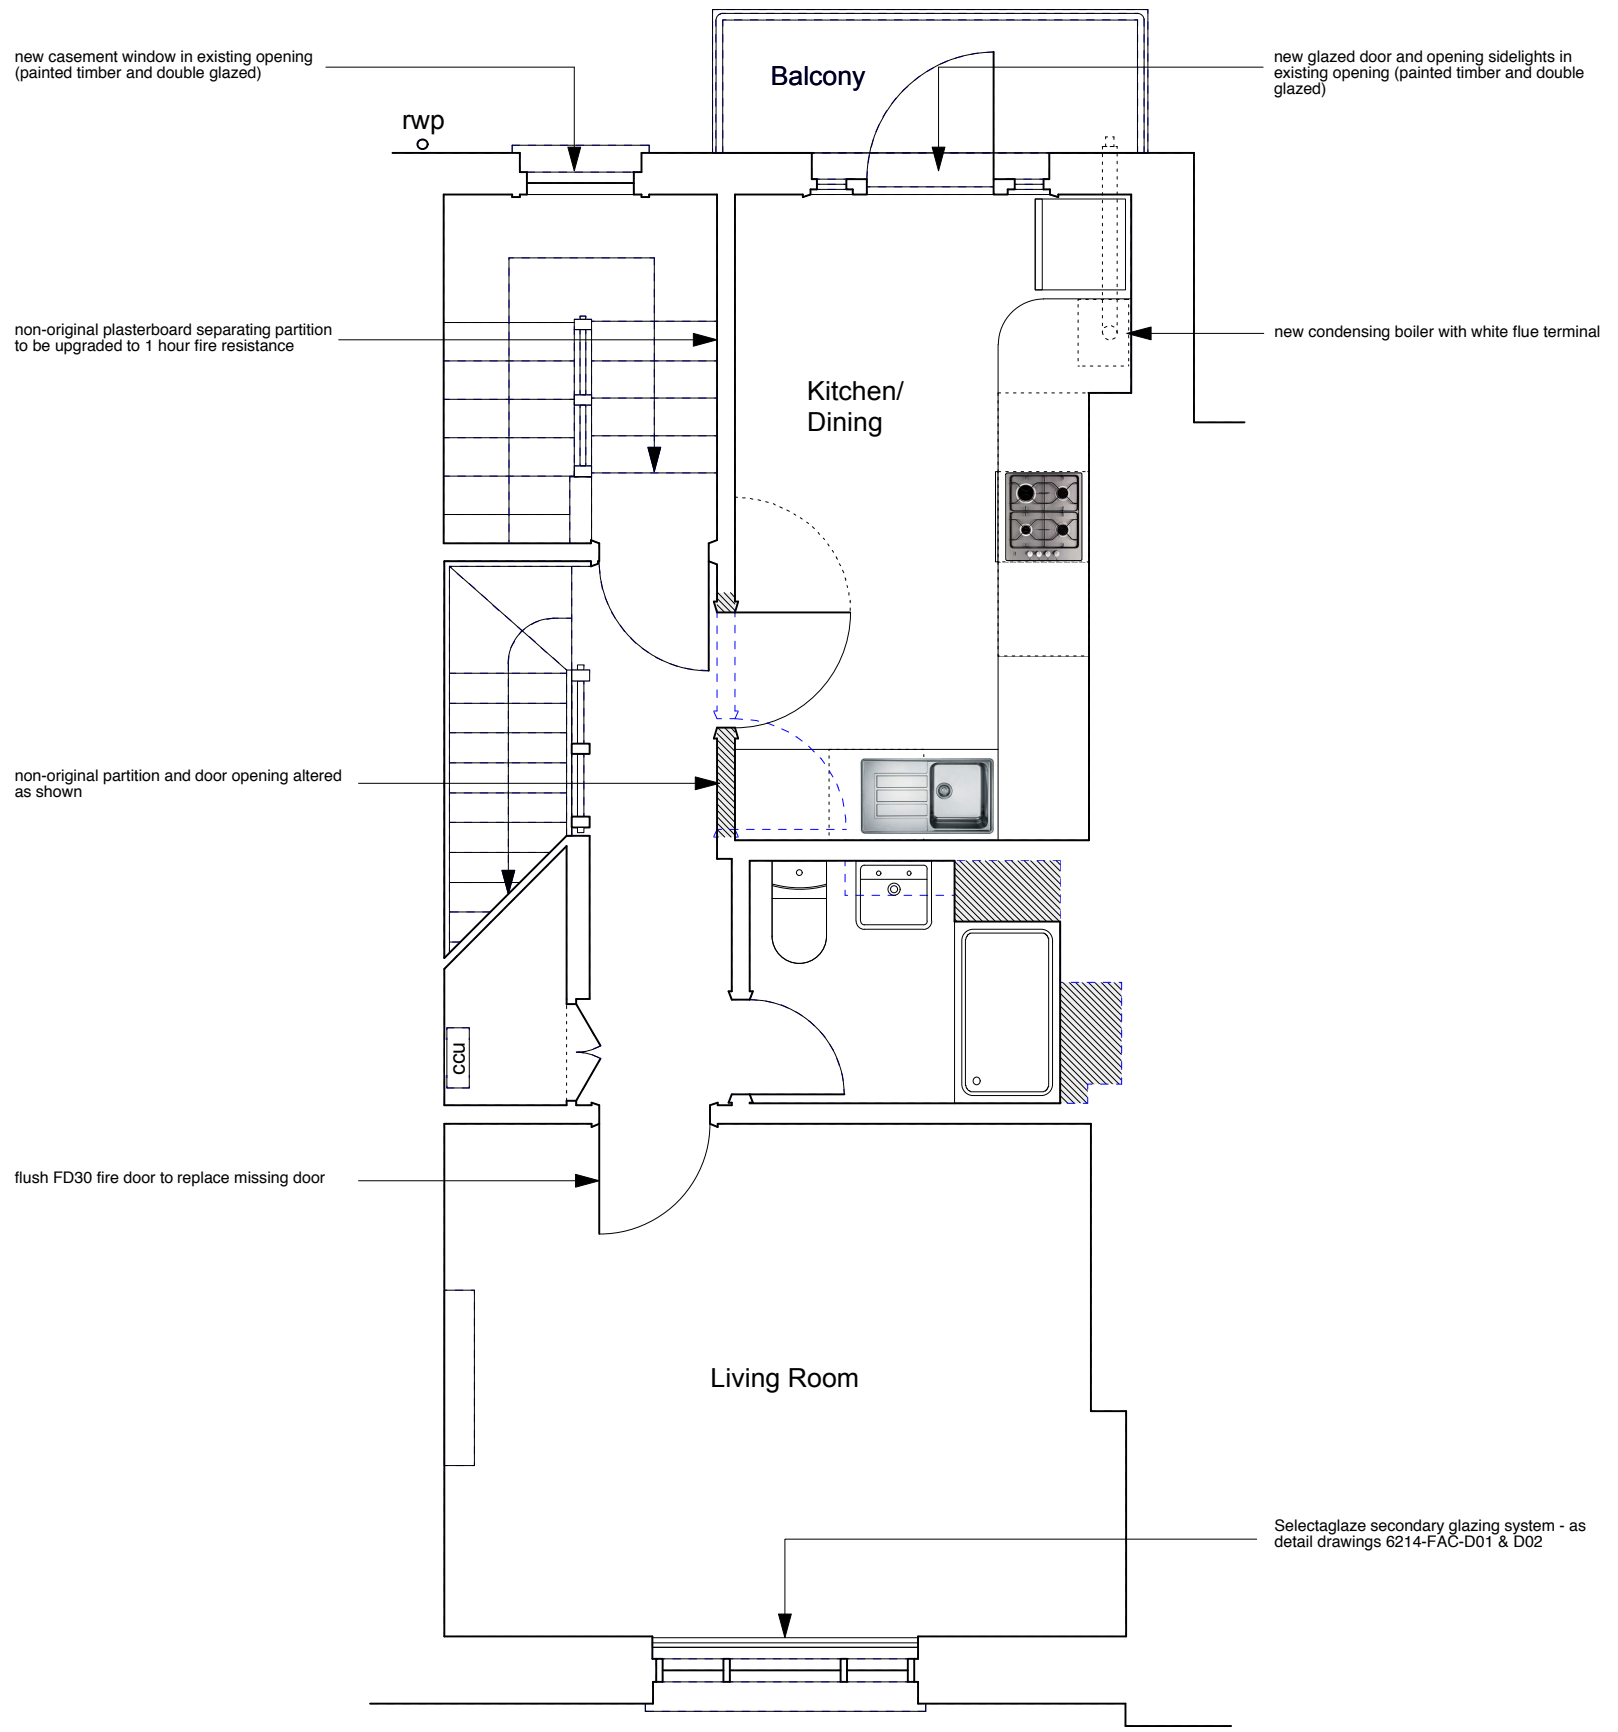 new casement window in existing opening
(painted timber and double glazed)
new glazed door and opening sidelights in
existing opening (painted timber and double
glazed)
Balcony
rwp
non-original plasterboard separating partition
to be upgraded to 1 hour fire resistance
new condensing boiler with white flue terminal
Kitchen/
Dining
non-original partition and door opening altered
as shown
ccu
flush FD30 fire door to replace missing door
Living Room
Selectaglaze secondary glazing system - as
detail drawings 6214-FAC-D01 & D02